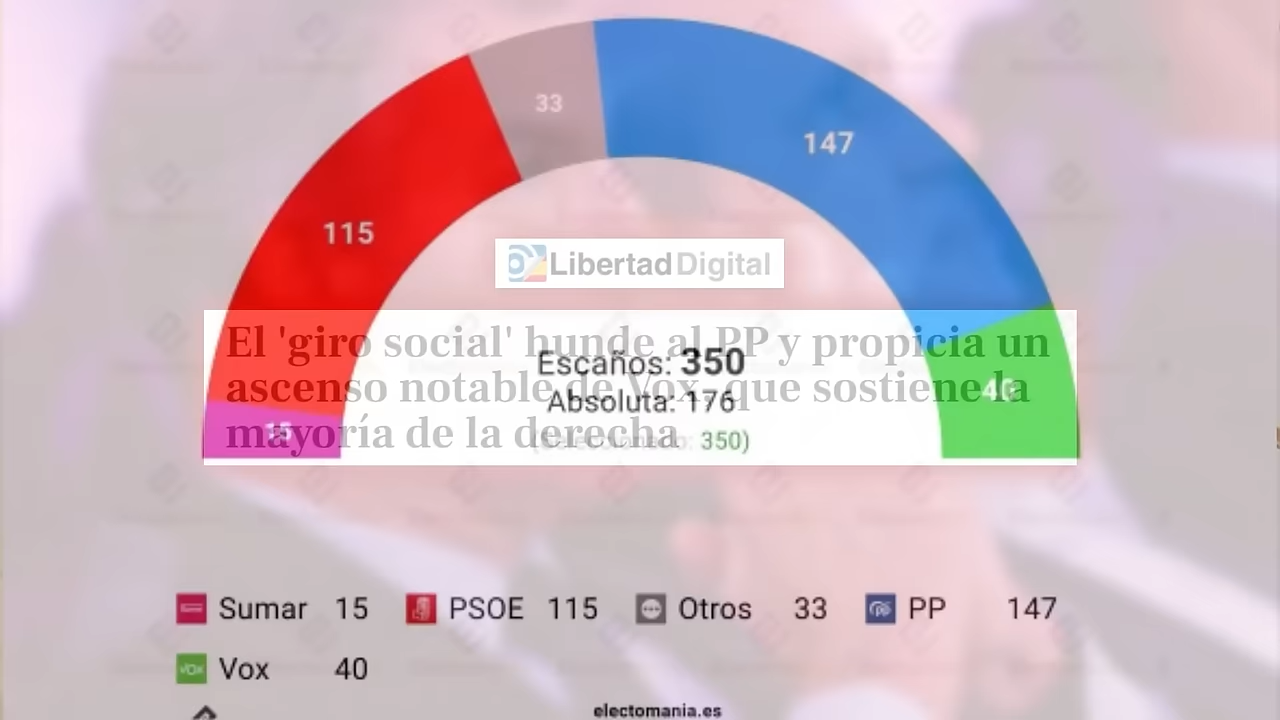 33
147
115
LibertadDigital
El 'giro social' hunde al PP y propicia un
ascenso notable de Vox, que sostiene la
mayoría de la derecha
Escaños: 350
Absoluta: 176
350)
40
15
Sumar 15 PSOE 115 Otros 33 PP 147
Vox 40
electomania.es